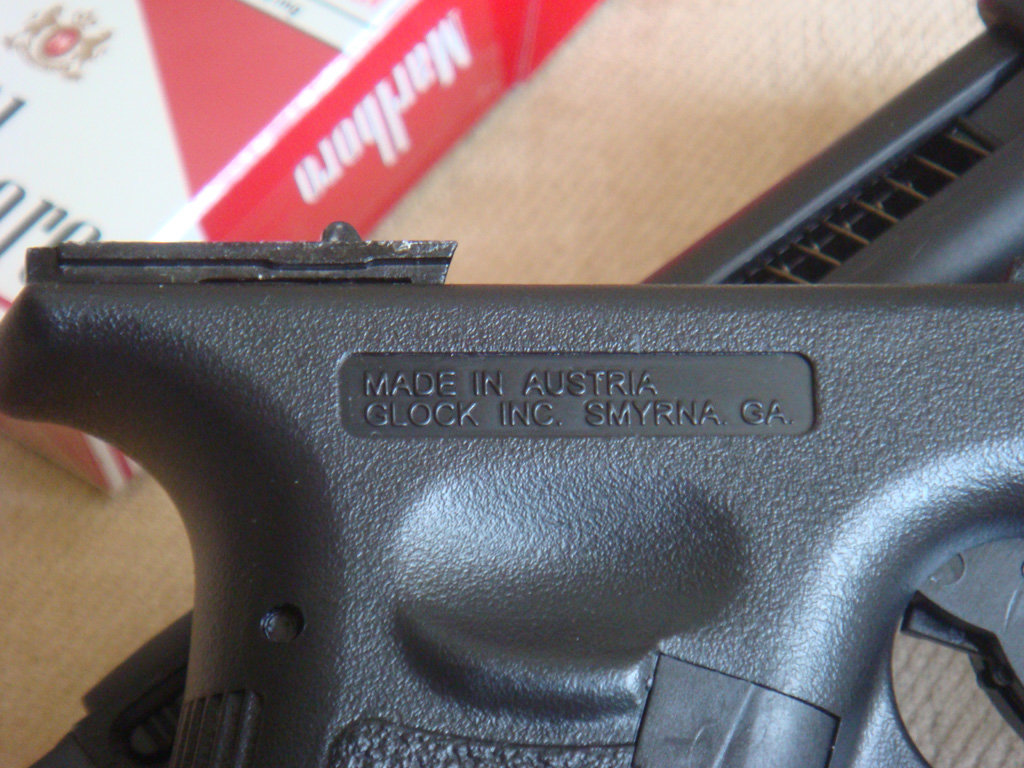 Marlboro
MADE IN AUSTRIA
GLOCK INC. SMYRNA. GA.